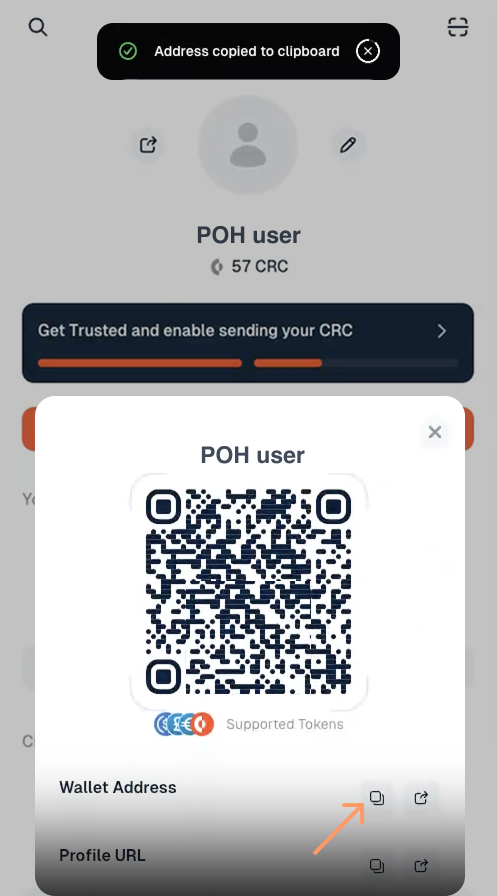 Address copied to clipboard
POH user
57 CRC
Get Trusted and enable sending your CRC
POH user
Supported Tokens
Wallet Address
Profile URL